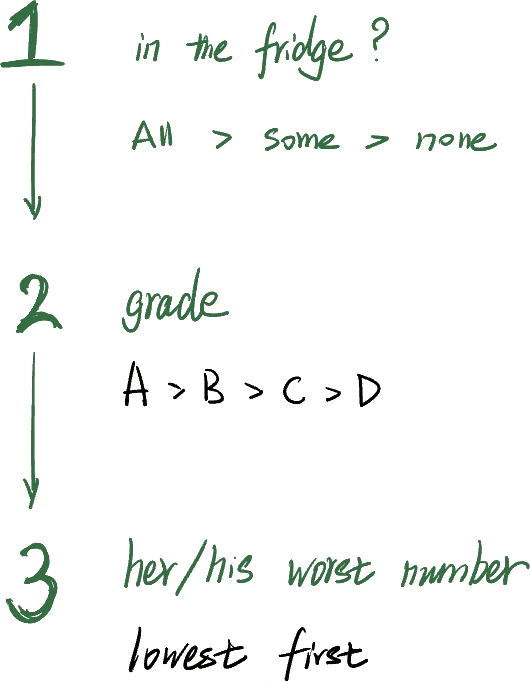 1 in the fridge?
All > some > none
2 grade
A > B > C > D
3 her/his worst number
lowest first